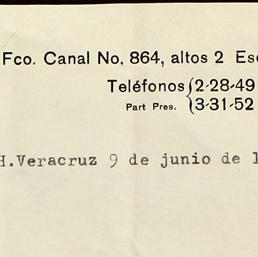 Fco. Canal No, 864, altos 2 Es
Teléfonos 2-28-49
Part Pres. 3-31-52
H.Veracruz 9 de junio de 1